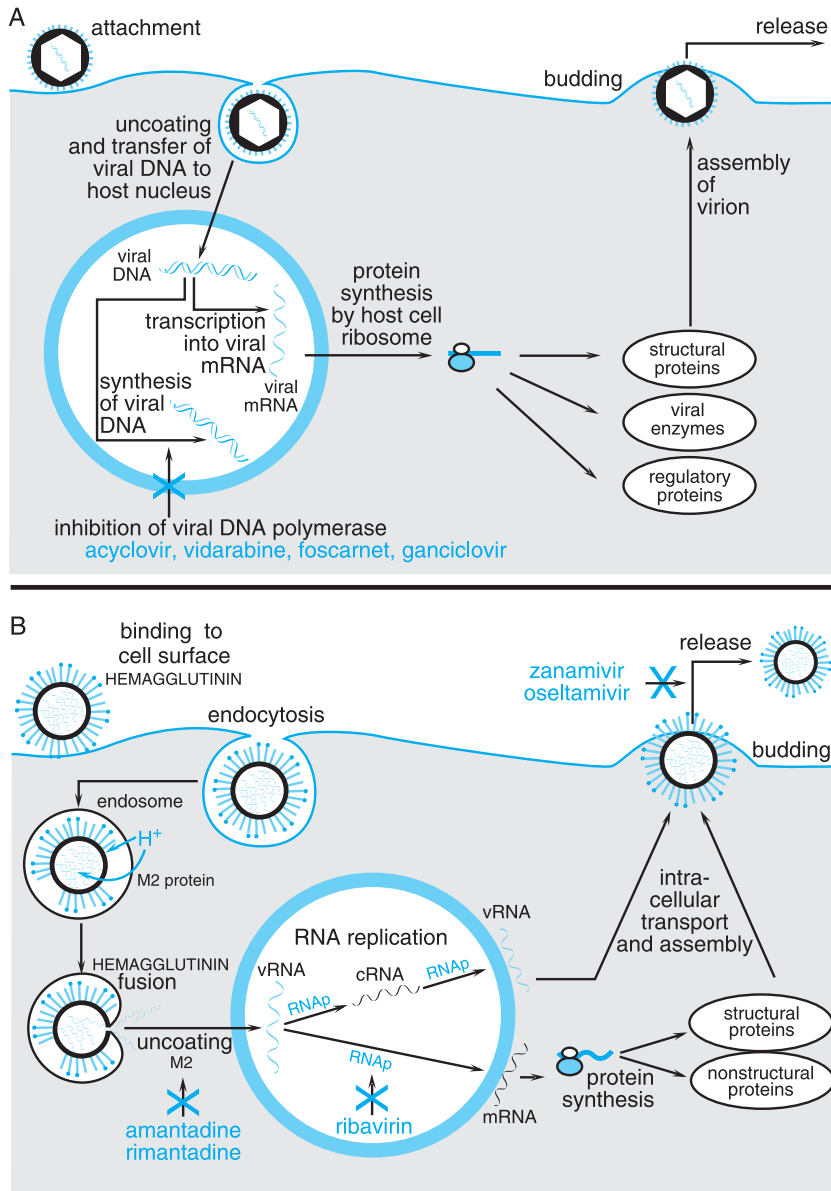 A
attachment
release
budding
uncoating
and transfer of
viral DNA to
host nucleus
assembly
of
virion
viral
DNA
transcription
into viral
mRNA
viral
mRNA
protein
synthesis
by host cell
ribosome
synthesis
of viral
DNA
structural
proteins
viral
enzymes
regulatory
proteins
inhibition of viral DNA polymerase
acyclovir, vidarabine, foscarnet, ganciclovir
B
binding to
cell surface
HEMAGGLUTININ
endocytosis
zanamivir
oseltamivir
release
budding
endosome
H+
M2 protein
HEMAGGLUTININ
fusion
uncoating
M2
amantadine
rimantadine
RNA replication
vRNA
RNAp
cRNA
RNAp
vRNA
RNAp
ribavirin
mRNA
protein
synthesis
intra-
cellular
transport
and assembly
structural
proteins
nonstructural
proteins